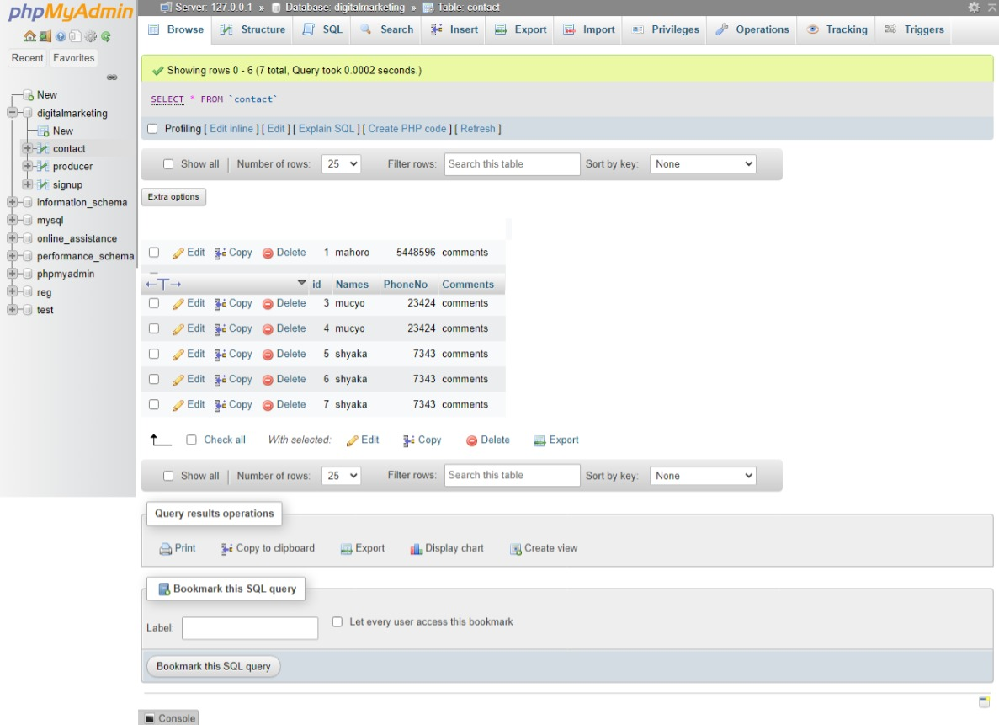 phpMyAdmin
Server: 127.0.0.1 » Database: digitalmarketing » Table: contact
Browse Structure SQL Search Insert Export Import Privileges Operations Tracking Triggers
Recent Favorites
New
digitalmarketing
New
contact
producer
signup
information_schema
mysql
online_assistance
performance_schema
phpmyadmin
reg
test
Showing rows 0 - 6 (7 total, Query took 0.0002 seconds.)
SELECT * FROM `contact`
Profiling [ Edit inline ] [ Edit ] [ Explain SQL ] [ Create PHP code ] [ Refresh ]
Show all Number of rows: 25 Filter rows: Search this table Sort by key: None
Extra options
Edit Copy Delete 1 mahoro 5448596 comments
←T→ id Names PhoneNo Comments
Edit Copy Delete 3 mucyo 23424 comments
Edit Copy Delete 4 mucyo 23424 comments
Edit Copy Delete 5 shyaka 7343 comments
Edit Copy Delete 6 shyaka 7343 comments
Edit Copy Delete 7 shyaka 7343 comments
Check all With selected: Edit Copy Delete Export
Show all Number of rows: 25 Filter rows: Search this table Sort by key: None
Query results operations
Print Copy to clipboard Export Display chart Create view
Bookmark this SQL query
Label: Let every user access this bookmark
Bookmark this SQL query
Console